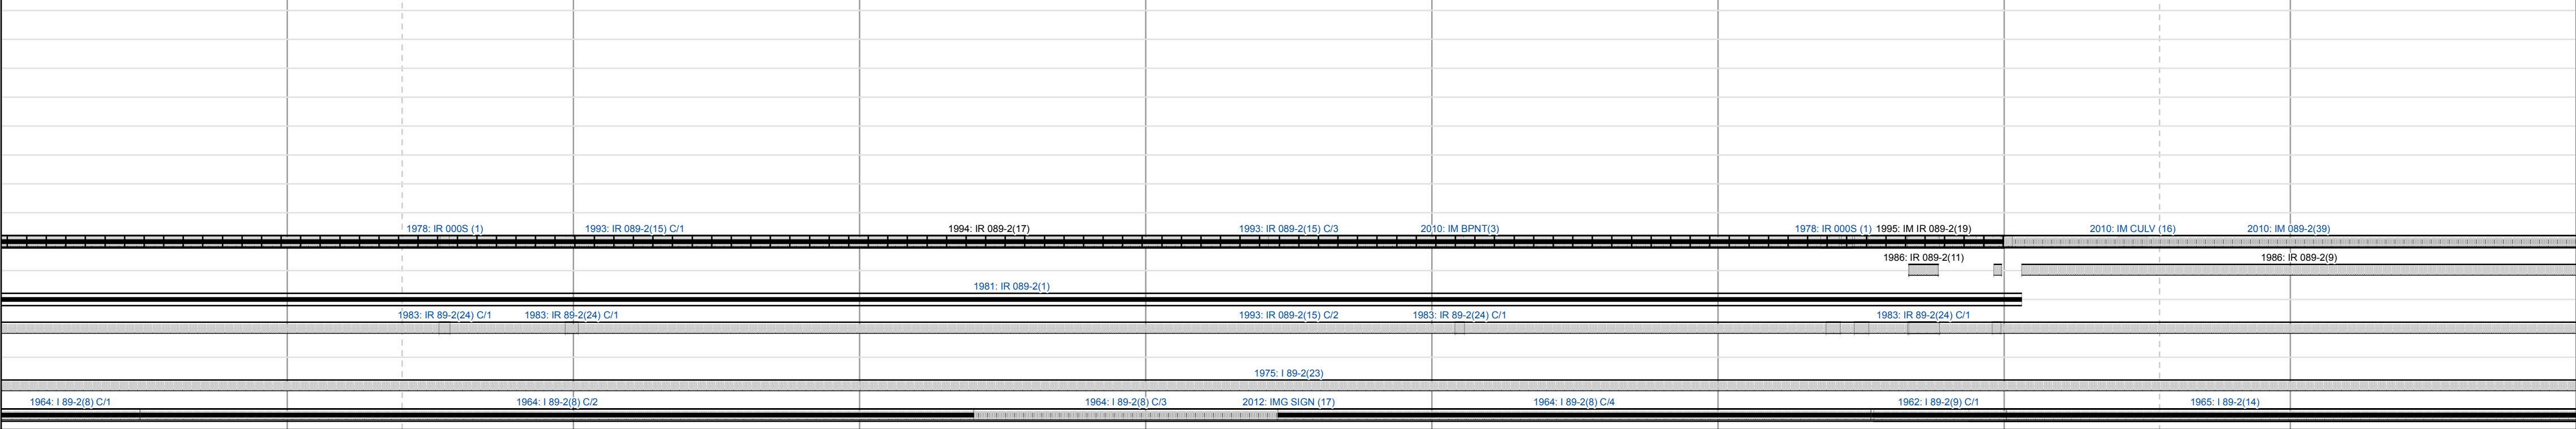 1978: IR 000S (1) 1993: IR 089-2(15) C/1 1994: IR 089-2(17) 1993: IR 089-2(15) C/3 2010: IM BPNT(3) 1978: IR 000S (1) 1995: IM IR 089-2(19) 2010: IM CULV (16) 2010: IM 089-2(39)
1986: IR 089-2(11) 1986: IR 089-2(9)
1981: IR 089-2(1)
1983: IR 89-2(24) C/1 1983: IR 89-2(24) C/1 1993: IR 089-2(15) C/2 1983: IR 89-2(24) C/1 1983: IR 89-2(24) C/1
1975: I 89-2(23)
1964: I 89-2(8) C/1 1964: I 89-2(8) C/2 1964: I 89-2(8) C/3 2012: IMG SIGN (17) 1964: I 89-2(8) C/4 1962: I 89-2(9) C/1 1965: I 89-2(14)